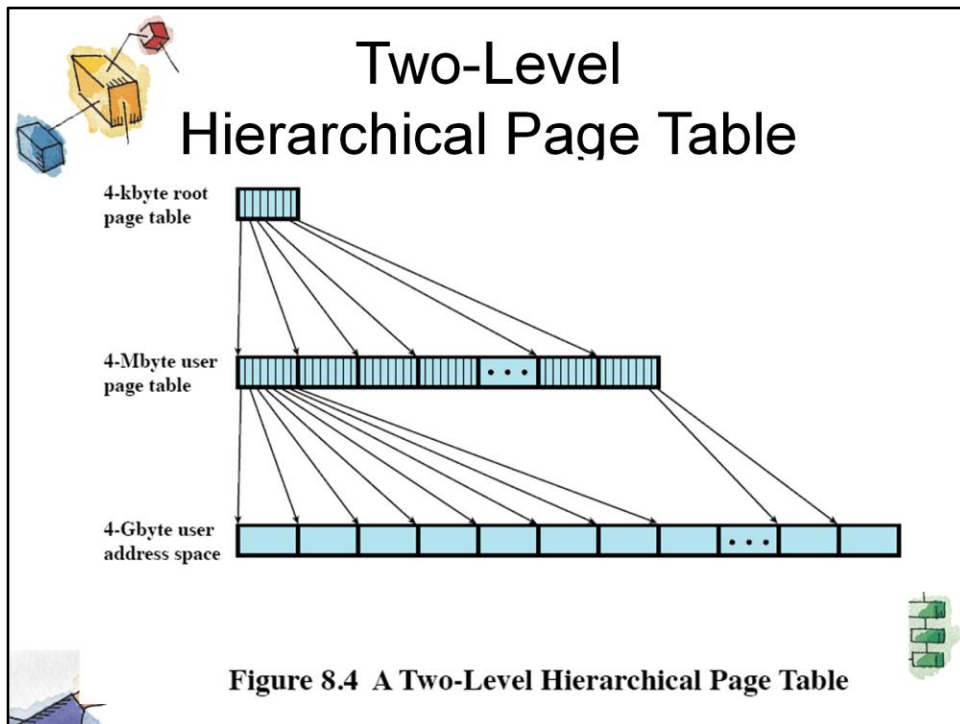 Two-Level
Hierarchical Page Table
4-kbyte root
page table
4-Mbyte user
page table
• • •
4-Gbyte user
address space
• • •
Figure 8.4 A Two-Level Hierarchical Page Table